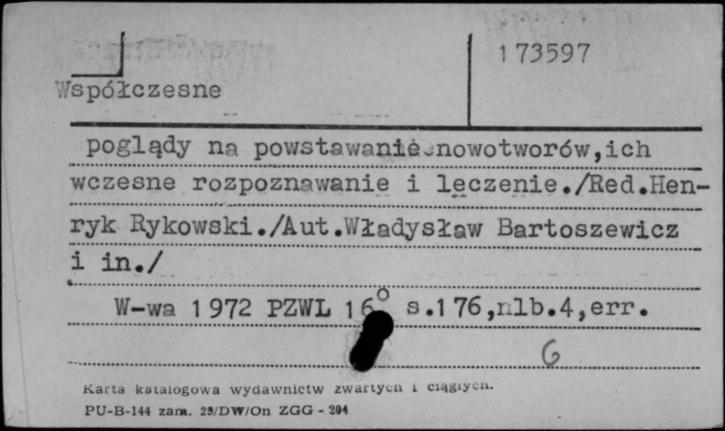 173597
Współczesne
poglądy na powstawanie nowotworów,ich
wczesne rozpoznawanie i leczenie./Red.Hen-
ryk Rykowski./Aut.Władysław Bartoszewicz
i in./
W-wa 1972 PZWL 16° s.176,nlb.4,err.
6
Karta katalogowa wydawnictw zwartych i ciągłych.
PU-B-144 zam. 29/DW/On ZGG - 204